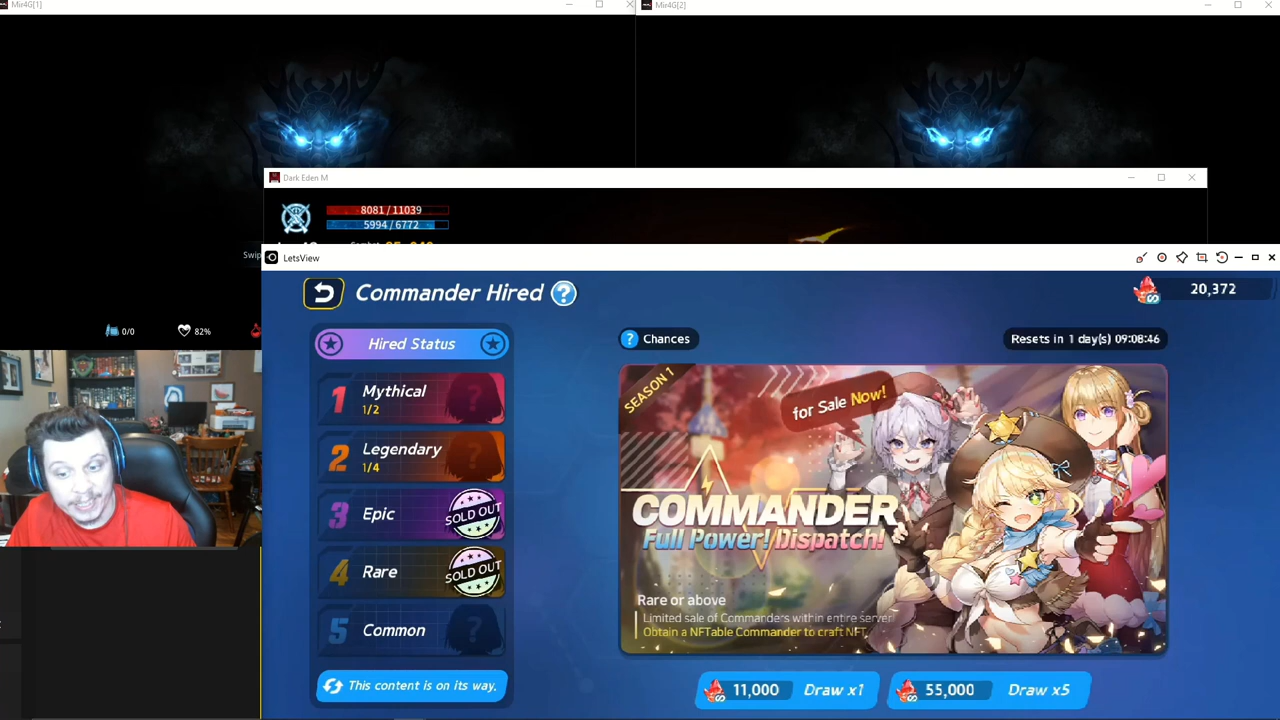 Mir4G[1]
Mir4G[2]
Dark Eden M
8081 / 11039
5994 / 6772
Swip
LetsView
Commander Hired ?
S
20,372
0/0
82%
Hired Status
? Chances
Resets in 1 day(s) 09:08:46
1 Mythical
1/2
2 Legendary
1/4
3 Epic
SOLD OUT
4 Rare
SOLD OUT
5 Common
This content is on its way.
SEASON 1
for Sale Now!
COMMANDER
Full Power! Dispatch!
Rare or above
Limited sale of Commanders within entire server
Obtain a NFTable Commander to craft NFT
S 11,000 Draw x1
S 55,000 Draw x5